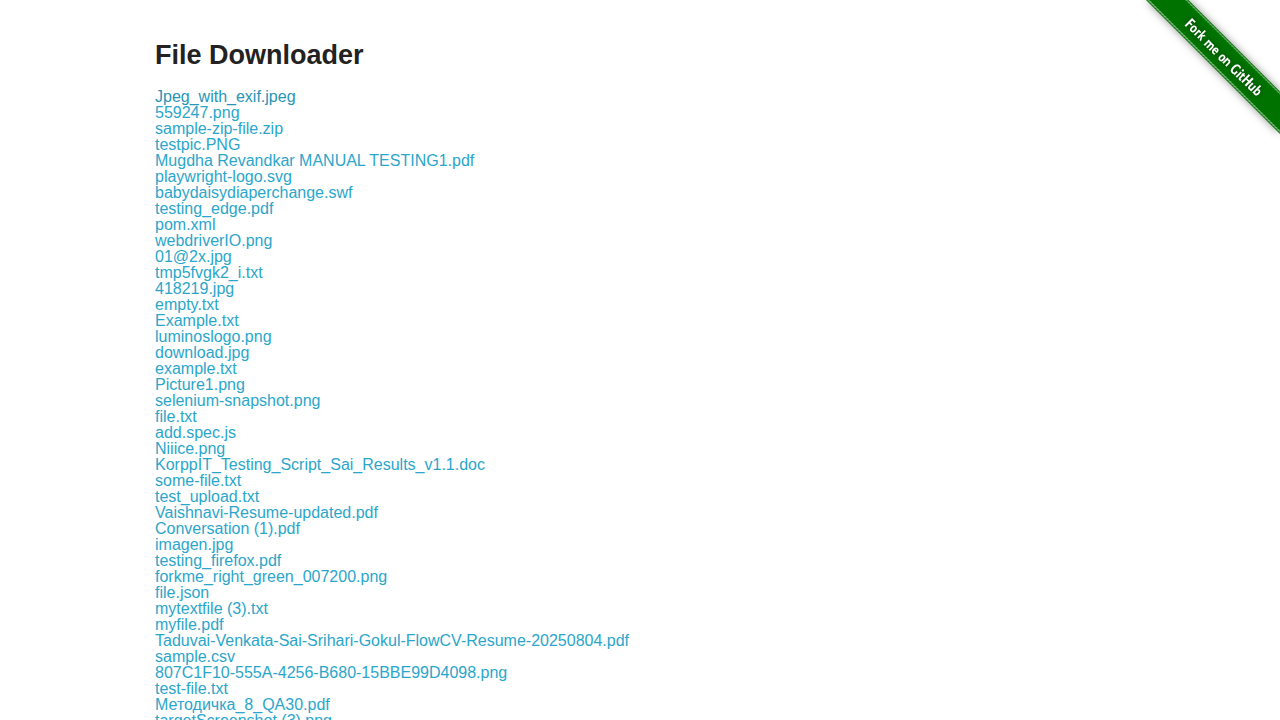 File Downloader
Fork me on GitHub
Jpeg_with_exif.jpeg
559247.png
sample-zip-file.zip
testpic.PNG
Mugdha Revandkar MANUAL TESTING1.pdf
playwright-logo.svg
babydaisydiaperchange.swf
testing_edge.pdf
pom.xml
webdriverIO.png
01@2x.jpg
tmp5fvgk2_i.txt
418219.jpg
empty.txt
Example.txt
luminoslogo.png
download.jpg
example.txt
Picture1.png
selenium-snapshot.png
file.txt
add.spec.js
Niiice.png
KorppIT_Testing_Script_Sai_Results_v1.1.doc
some-file.txt
test_upload.txt
Vaishnavi-Resume-updated.pdf
Conversation (1).pdf
imagen.jpg
testing_firefox.pdf
forkme_right_green_007200.png
file.json
mytextfile (3).txt
myfile.pdf
Taduvai-Venkata-Sai-Srihari-Gokul-FlowCV-Resume-20250804.pdf
sample.csv
807C1F10-555A-4256-B680-15BBE99D4098.png
test-file.txt
Методичка_8_QA30.pdf
targetScreenshot (3).png